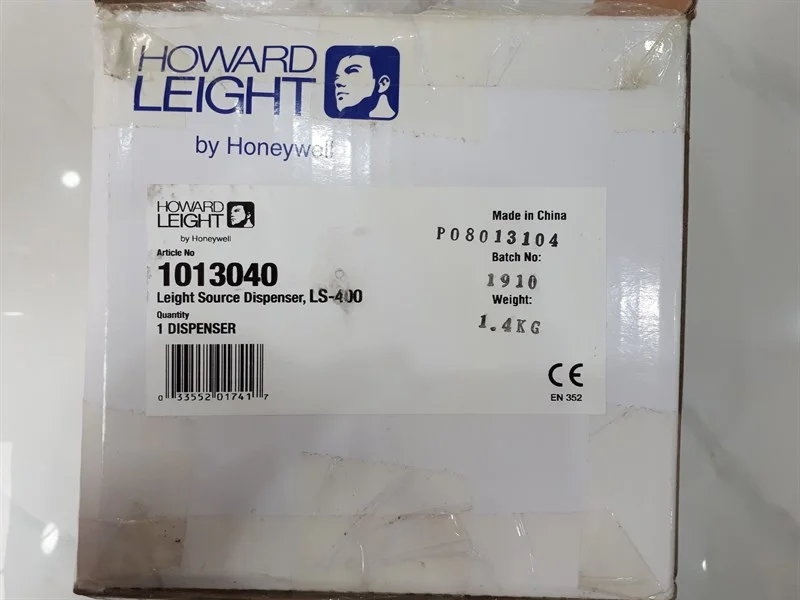 HOWARD
LEIGHT
by Honeywell
HOWARD
LEIGHT
by Honeywell
Article No
1013040
Leight Source Dispenser, LS-400
Quantity
1 DISPENSER
0 33552 01741 7
Made in China
P08013104
Batch No:
1910
Weight:
1.4KG
CE
EN 352